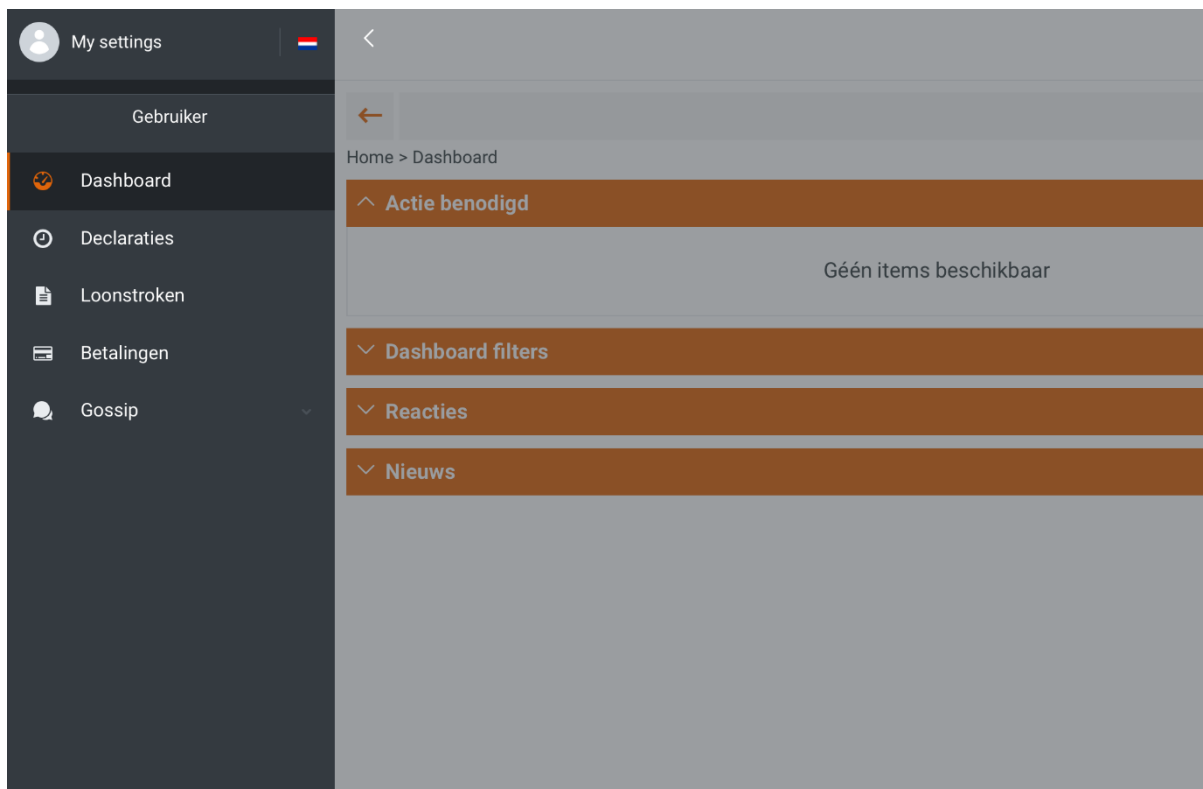 My settings
Gebruiker
Dashboard
Declaraties
Loonstroken
Betalingen
Gossip
Home > Dashboard
Actie benodigd
Géén items beschikbaar
Dashboard filters
Reacties
Nieuws